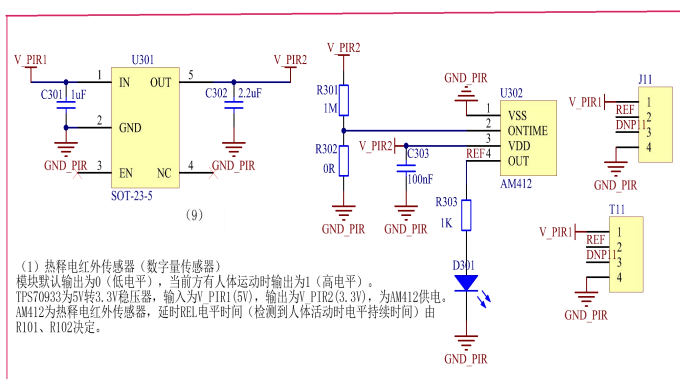 V_PIR1
U301
V_PIR2
1 IN OUT 5
C301 1uF
C302 2.2uF
2 GND
GND_PIR
GND_PIR
3 EN NC 4
SOT-23-5
(9)
V_PIR2
R301
1M
R302
0R
GND_PIR
GND_PIR
U302
1 VSS
2 ONTIME
V_PIR2 3 VDD
REF 4 OUT
AM412
C303
100nF
GND_PIR
R303
1K
D301
GND_PIR
J11
V_PIR1 1
REF 2
DNP11 3
4
GND_PIR
T11
V_PIR1 1
REF 2
DNP11 3
4
GND_PIR
(1)热释电红外传感器(数字量传感器)
模块默认输出为0(低电平),当前方有人体运动时输出为1(高电平)。
TPS70933为5V转3.3V稳压器,输入为V_PIR1(5V),输出为V_PIR2(3.3V),为AM412供电。
AM412为热释电红外传感器,延时REL电平时间(检测到人体活动时电平持续时间)由
R101、R102决定。